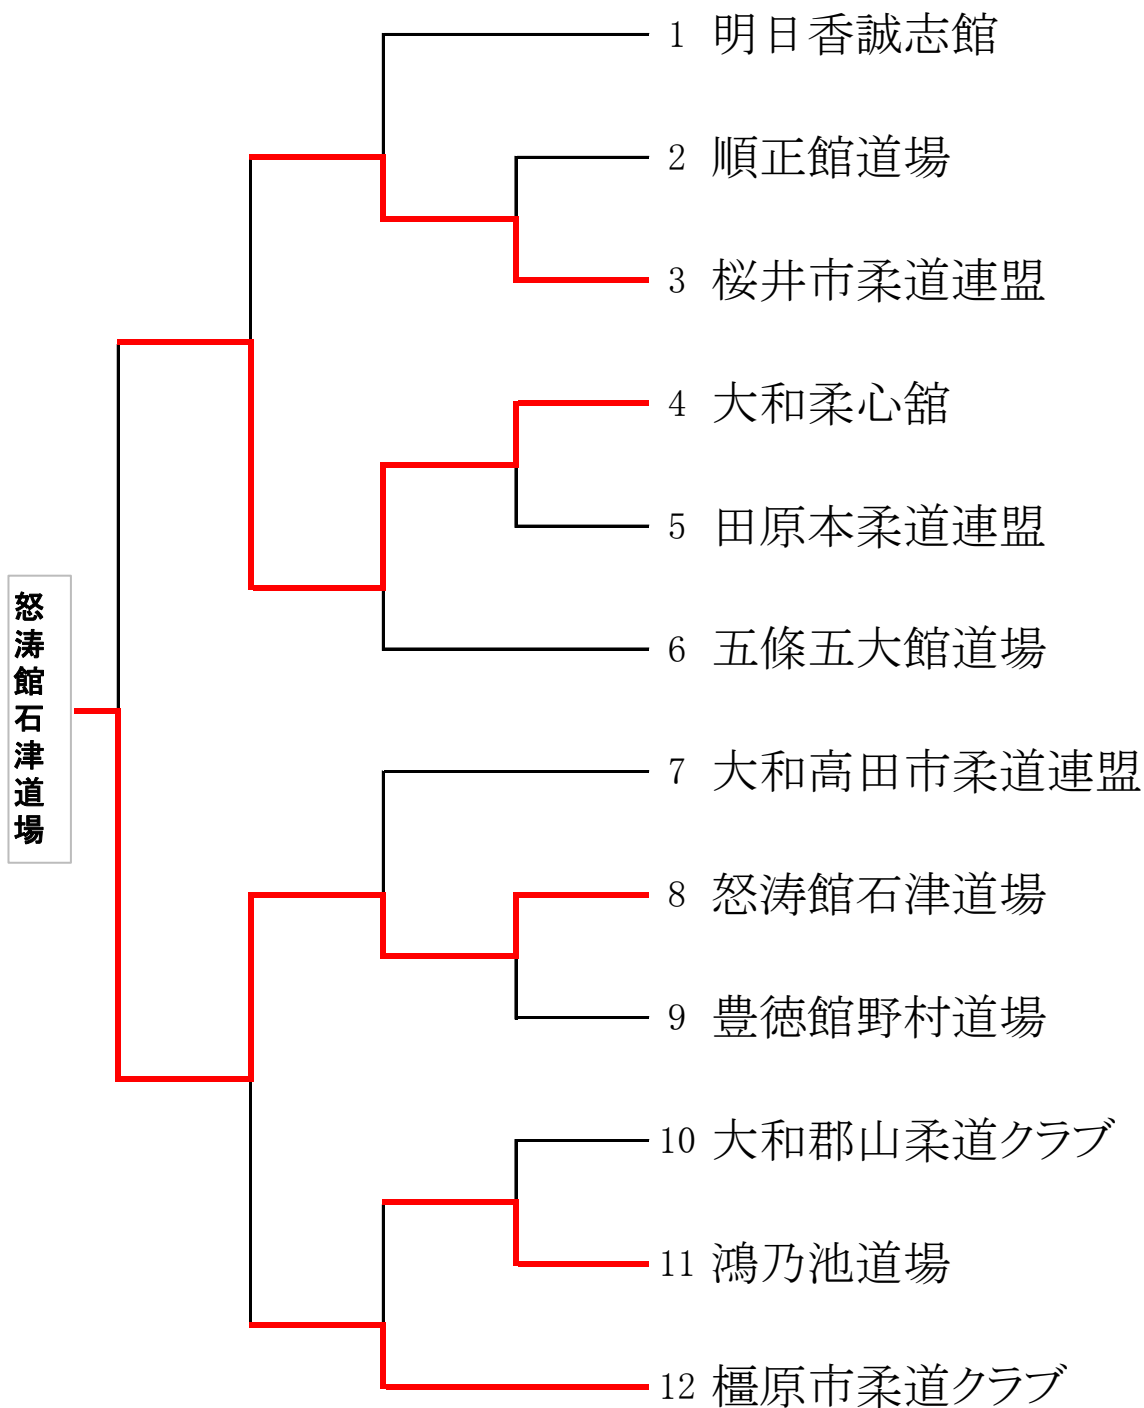 1 明日香誠志館
2 順正館道場
3 桜井市柔道連盟
4 大和柔心舘
5 田原本柔道連盟
6 五條五大館道場
怒涛館石津道場
7 大和高田市柔道連盟
8 怒涛館石津道場
9 豊徳館野村道場
10 大和郡山柔道クラブ
11 鴻乃池道場
12 橿原市柔道クラブ